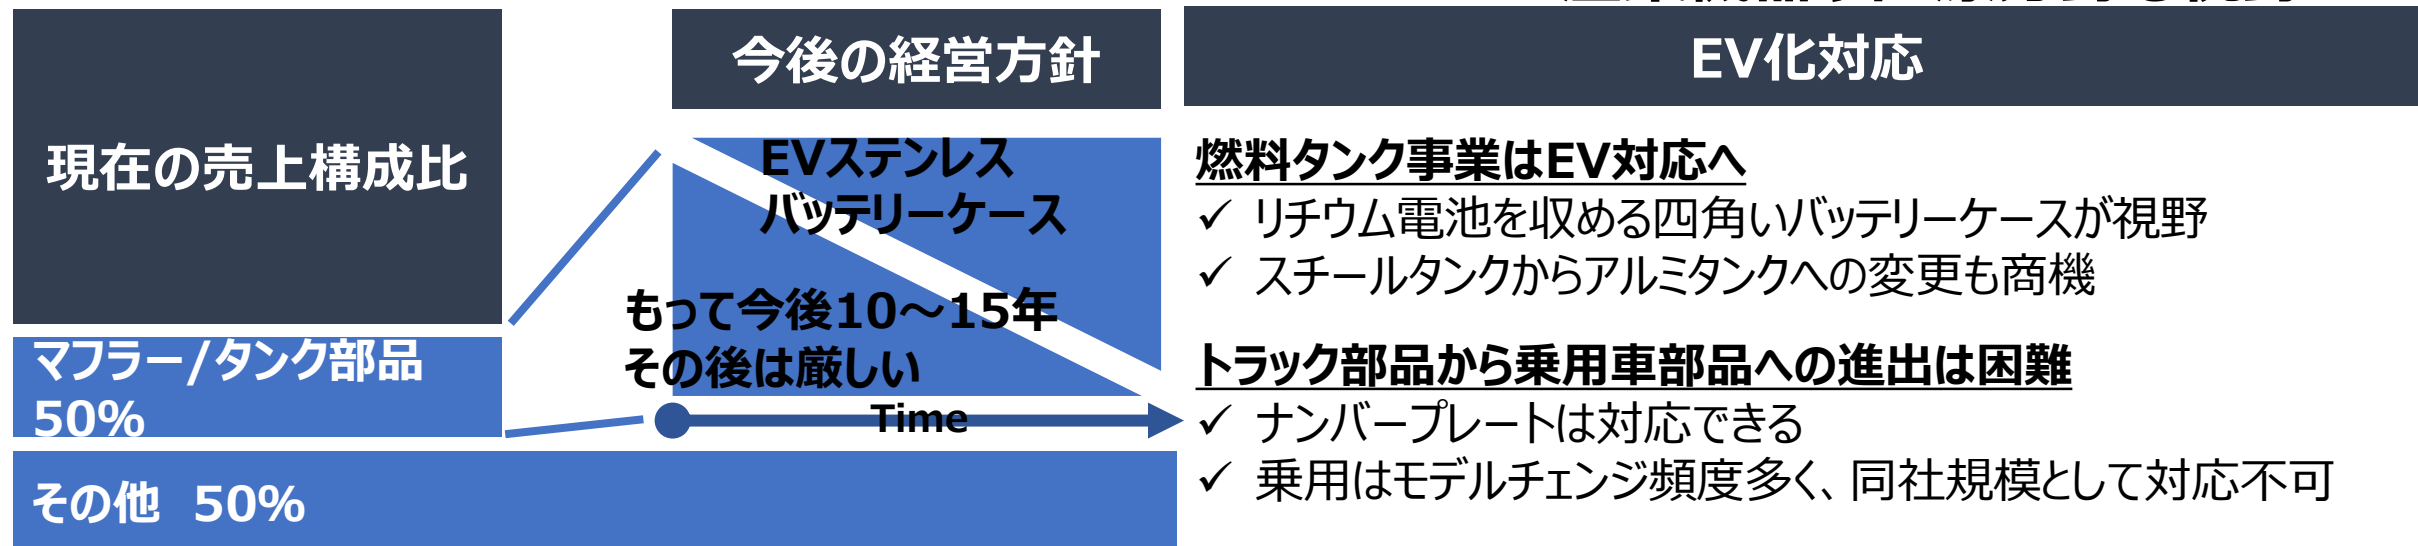 現在の売上構成比
マフラー/タンク部品
50%
その他 50%
今後の経営方針
EVステンレス
バッテリーケース
もって今後10～15年
その後は厳しい
Time
EV化対応
燃料タンク事業はEV対応へ
✓ リチウム電池を収める四角いバッテリーケースが視野
✓ スチールタンクからアルミタンクへの変更も商機
トラック部品から乗用車部品への進出は困難
✓ ナンバープレートは対応できる
✓ 乗用はモデルチェンジ頻度多く、同社規模として対応不可